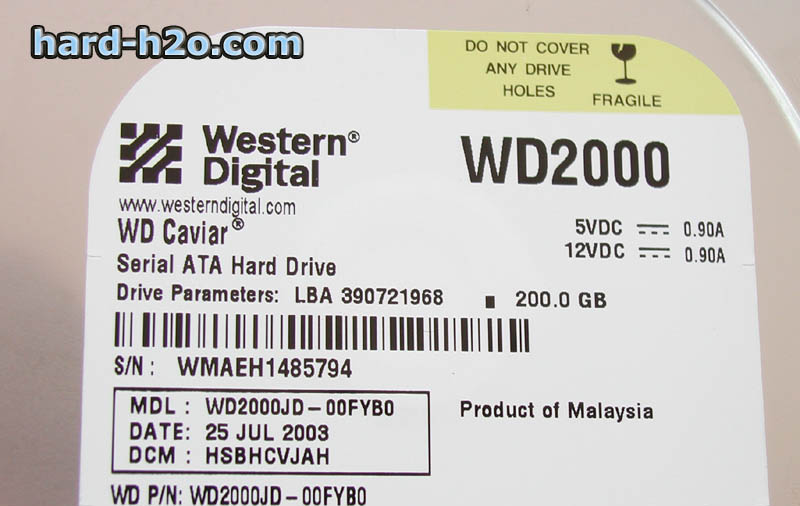 hard-h2o.com
DO NOT COVER
ANY DRIVE
HOLES
FRAGILE
Western®
Digital
WD2000
www.westerndigital.com
WD Caviar®
5VDC 0.90A
12VDC 0.90A
Serial ATA Hard Drive
Drive Parameters: LBA 390721968 ■ 200.0 GB
S/N: WMAEH1485794
MDL: WD2000JD-00FYB0
DATE: 25 JUL 2003
DCM: HSBHCVJAH
Product of Malaysia
WD P/N: WD2000JD-00FYB0